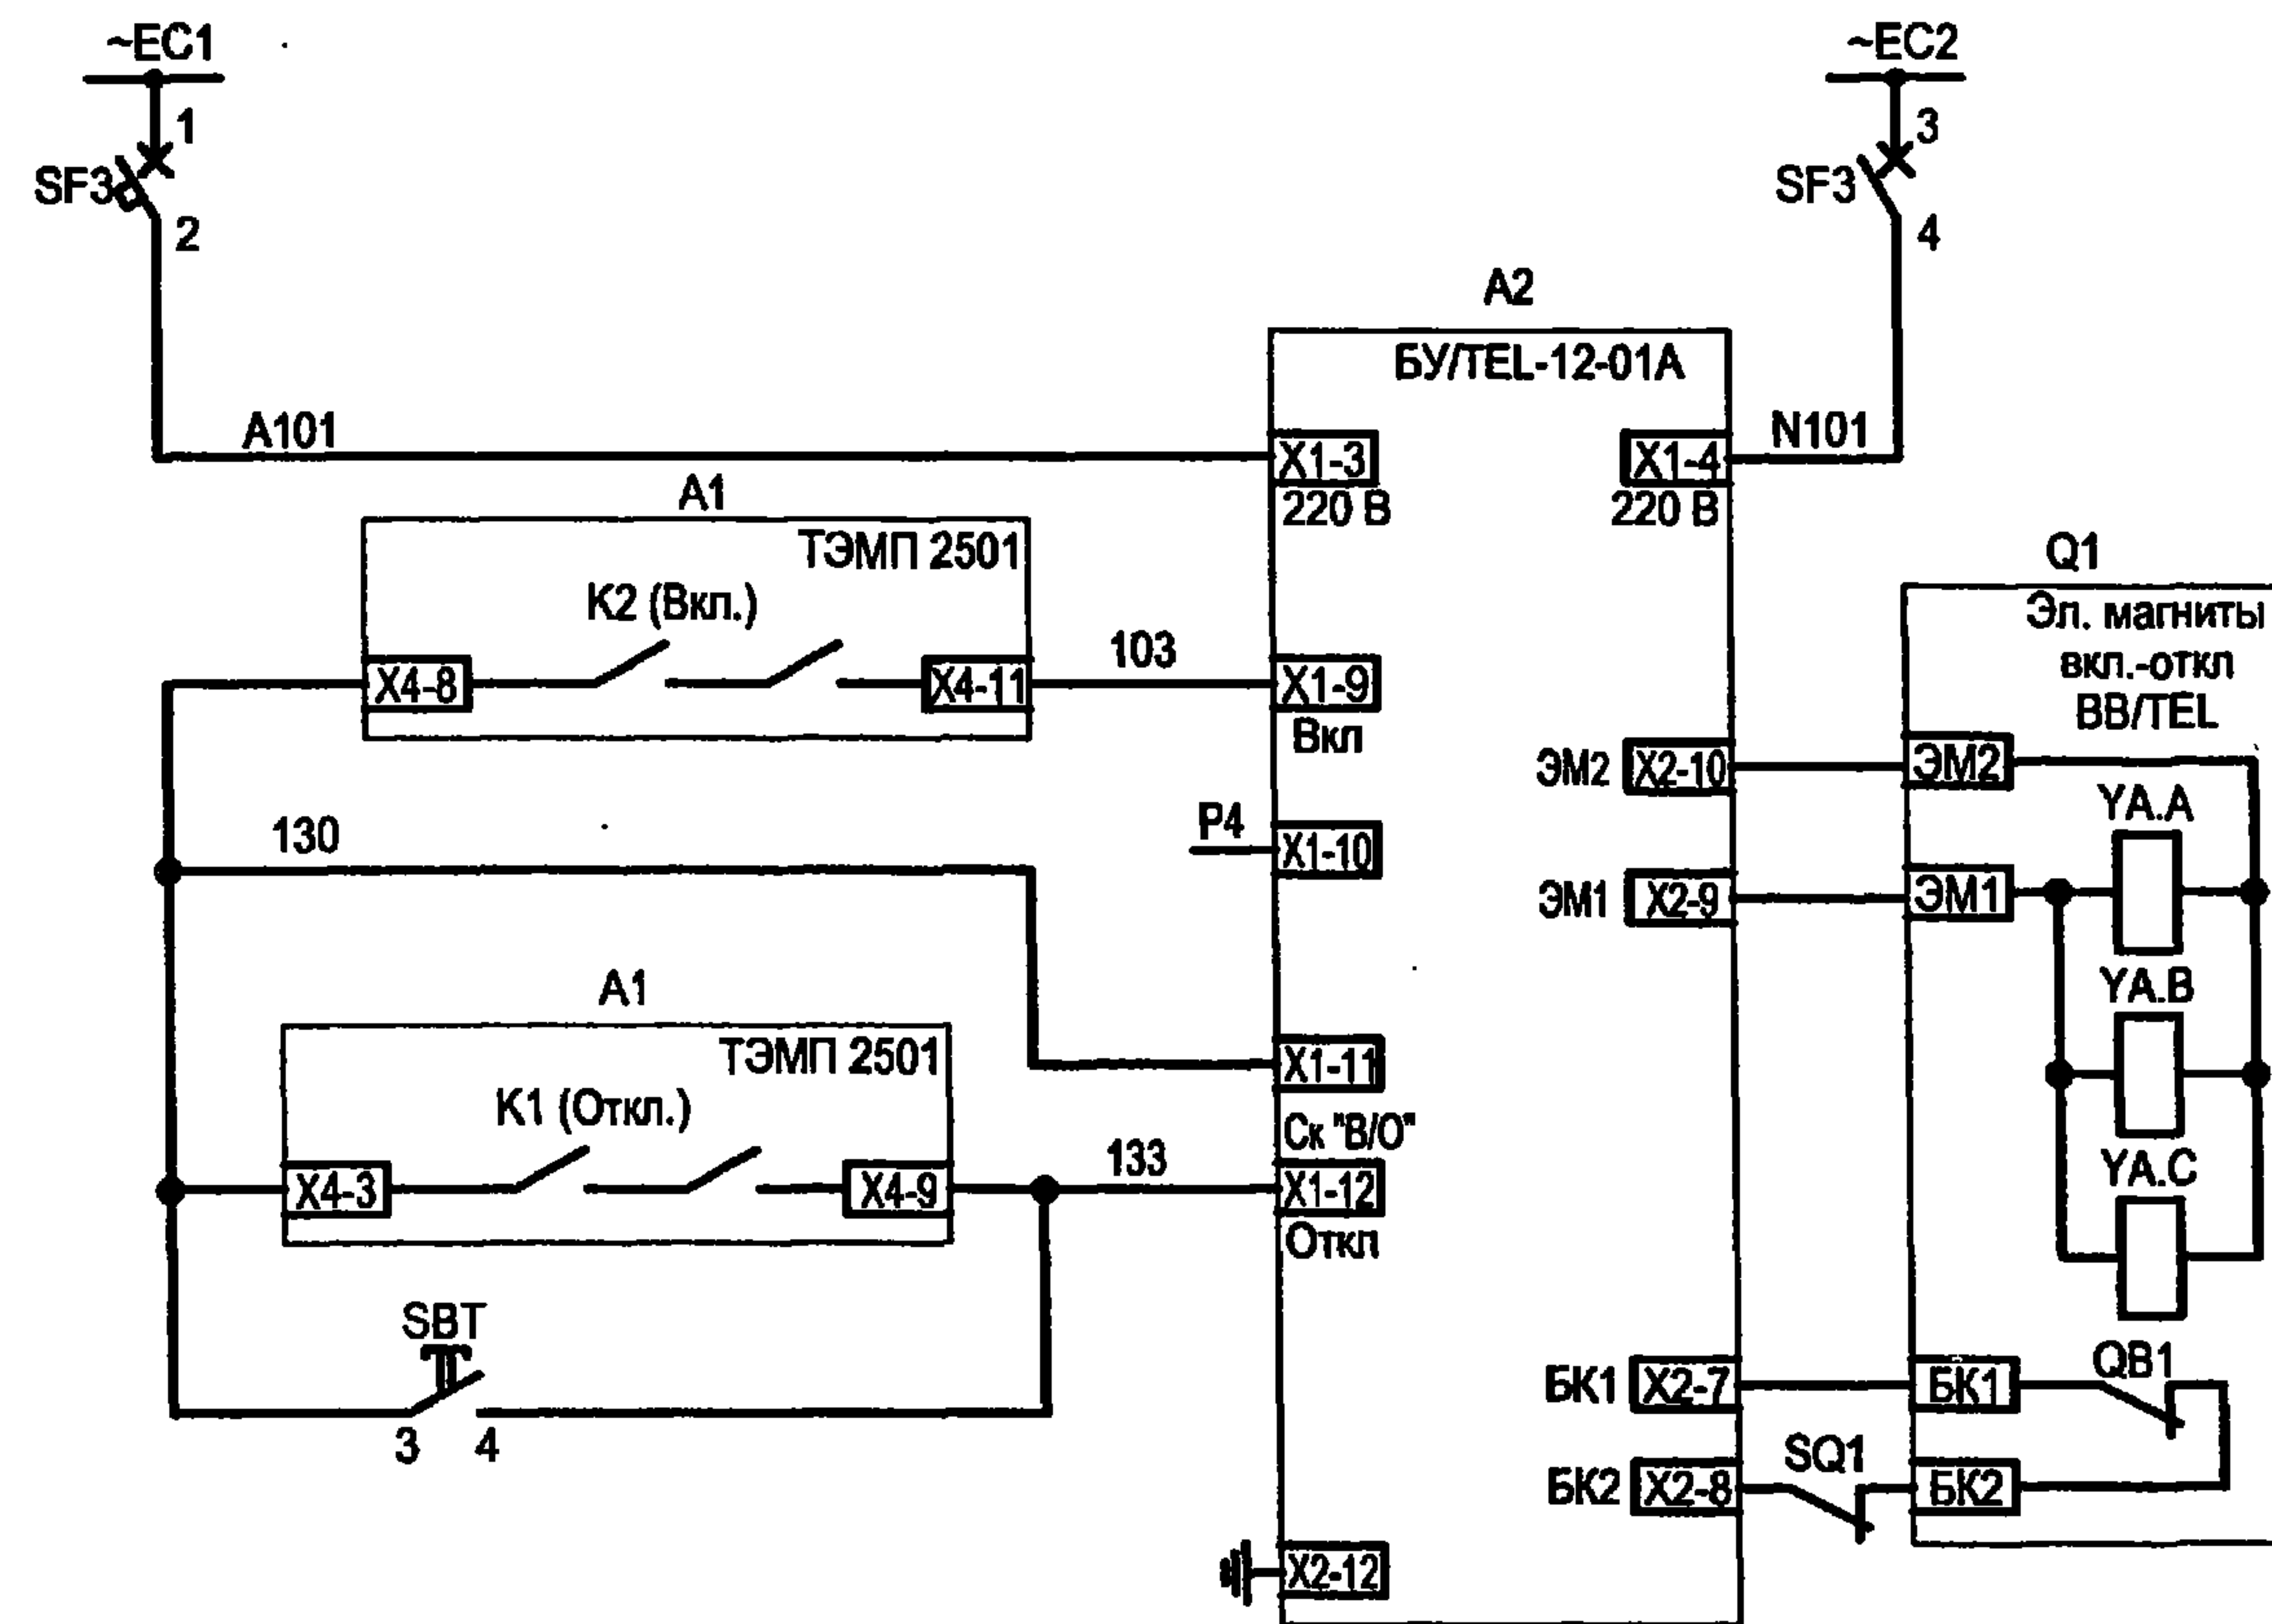 ~EC1
~EC2
1
3
SF3
SF3
2
4
A2
БУ/TEL-12-01A
A101
N101
X1-3
X1-4
220 В
220 В
A1
ТЭМП 2501
K2 (Вкл.)
X4-8
X4-11
103
X1-9
Вкл
Q1
Эл. магниты
вкл.-откл
BB/TEL
ЭМ2
X2-10
ЭМ2
YA.A
130
P4
X1-10
ЭМ1
X2-9
ЭМ1
YA.B
A1
ТЭМП 2501
K1 (Откл.)
X4-3
X4-9
133
X1-11
Ск "В/О"
X1-12
Откл
YA.C
SBT
3
4
БК1
X2-7
БК1
QB1
SQ1
БК2
X2-8
БК2
X2-12